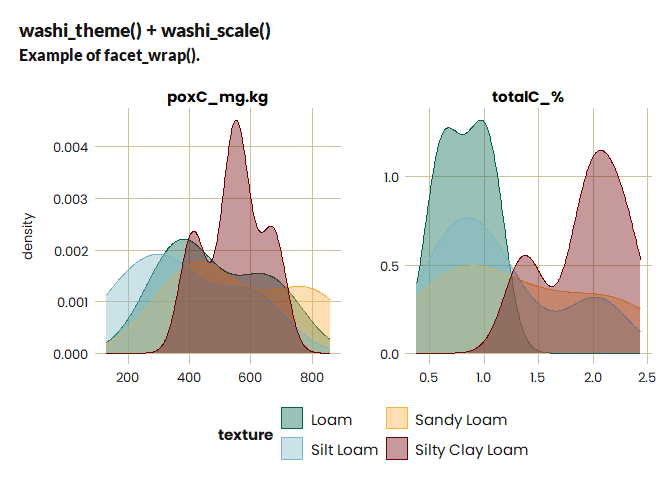 washi_theme() + washi_scale()
Example of facet_wrap().
poxC_mg.kg
totalC_%
density
0.004
0.003
0.002
0.001
0.000
200 400 600 800
1.0
0.5
0.0
0.5 1.0 1.5 2.0 2.5
texture
Loam
Sandy Loam
Silt Loam
Silty Clay Loam